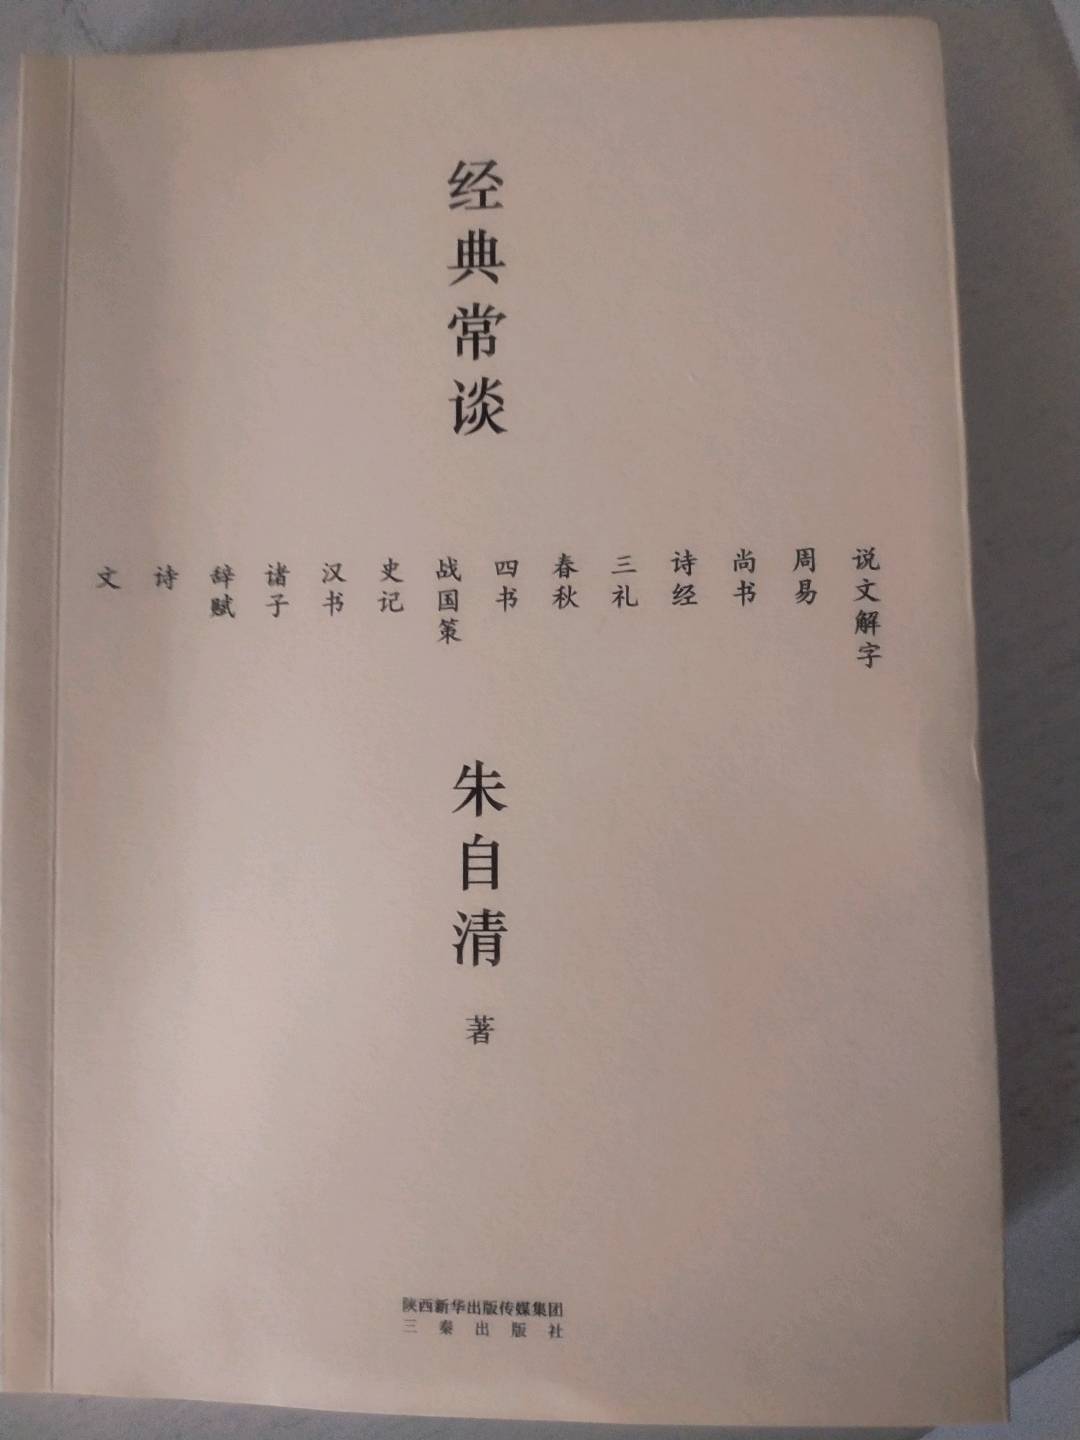 经典常谈
说文解字
周易
尚书
诗经
三礼
春秋
四书
战国策
史记
汉书
诸子
辞赋
诗
文
朱自清
著
陕西新华出版传媒集团
三秦出版社